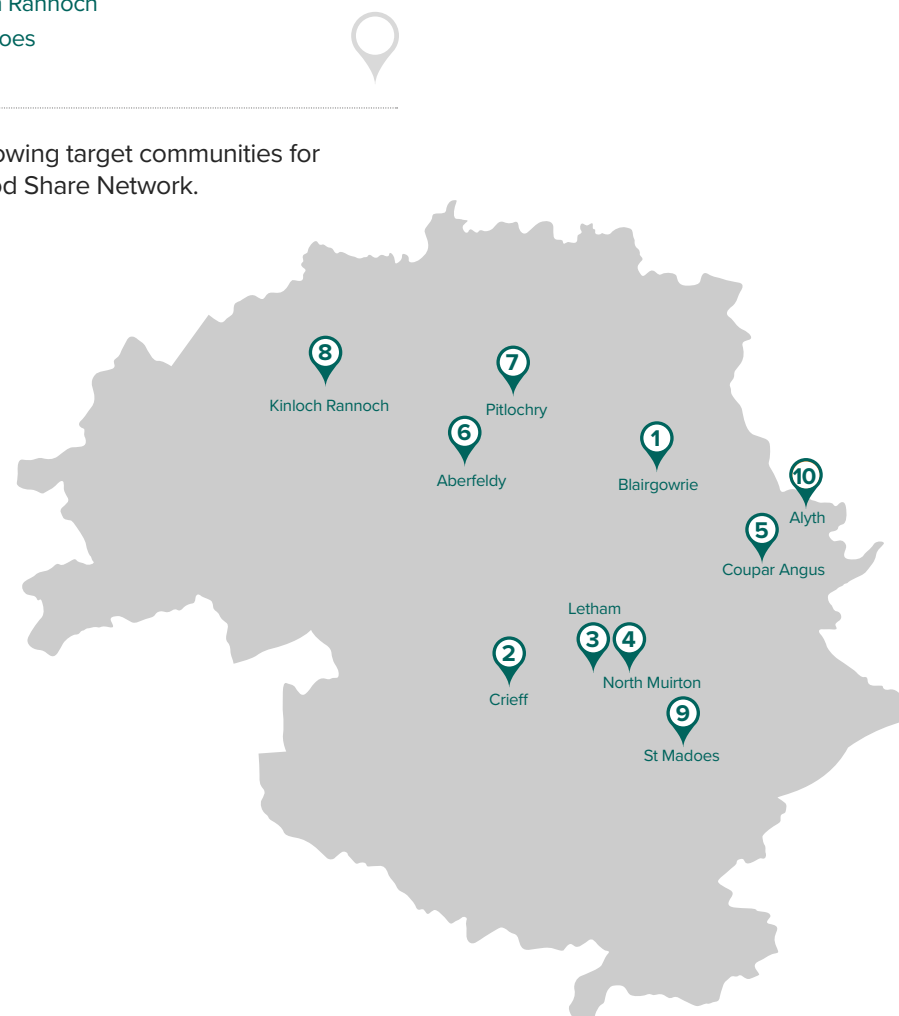 Rannoch
oes
owing target communities for
od Share Network.
8
Kinloch Rannoch
7
Pitlochry
6
Aberfeldy
1
Blairgowrie
10
Alyth
5
Coupar Angus
Letham
3 4
North Muirton
2
Crieff
9
St Madoes